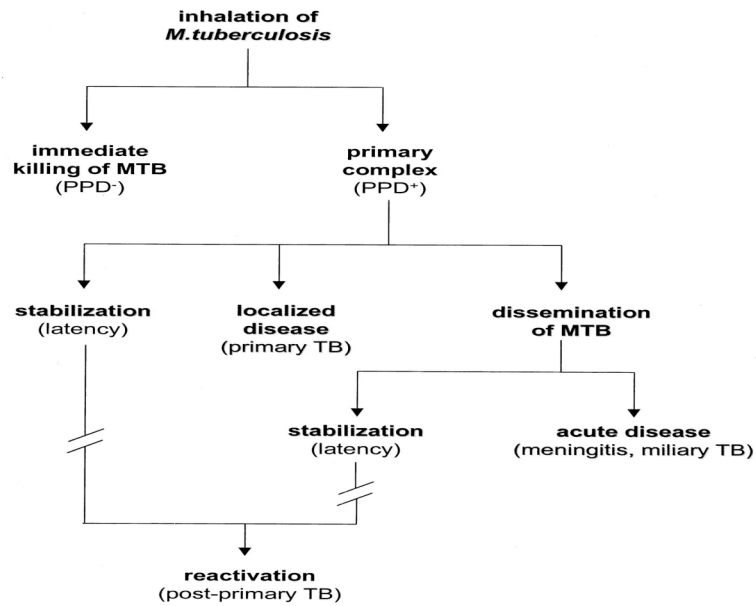 inhalation of
M.tuberculosis
immediate
killing of MTB
(PPD-)
primary
complex
(PPD+)
stabilization
(latency)
localized
disease
(primary TB)
dissemination
of MTB
stabilization
(latency)
acute disease
(meningitis, miliary TB)
reactivation
(post-primary TB)